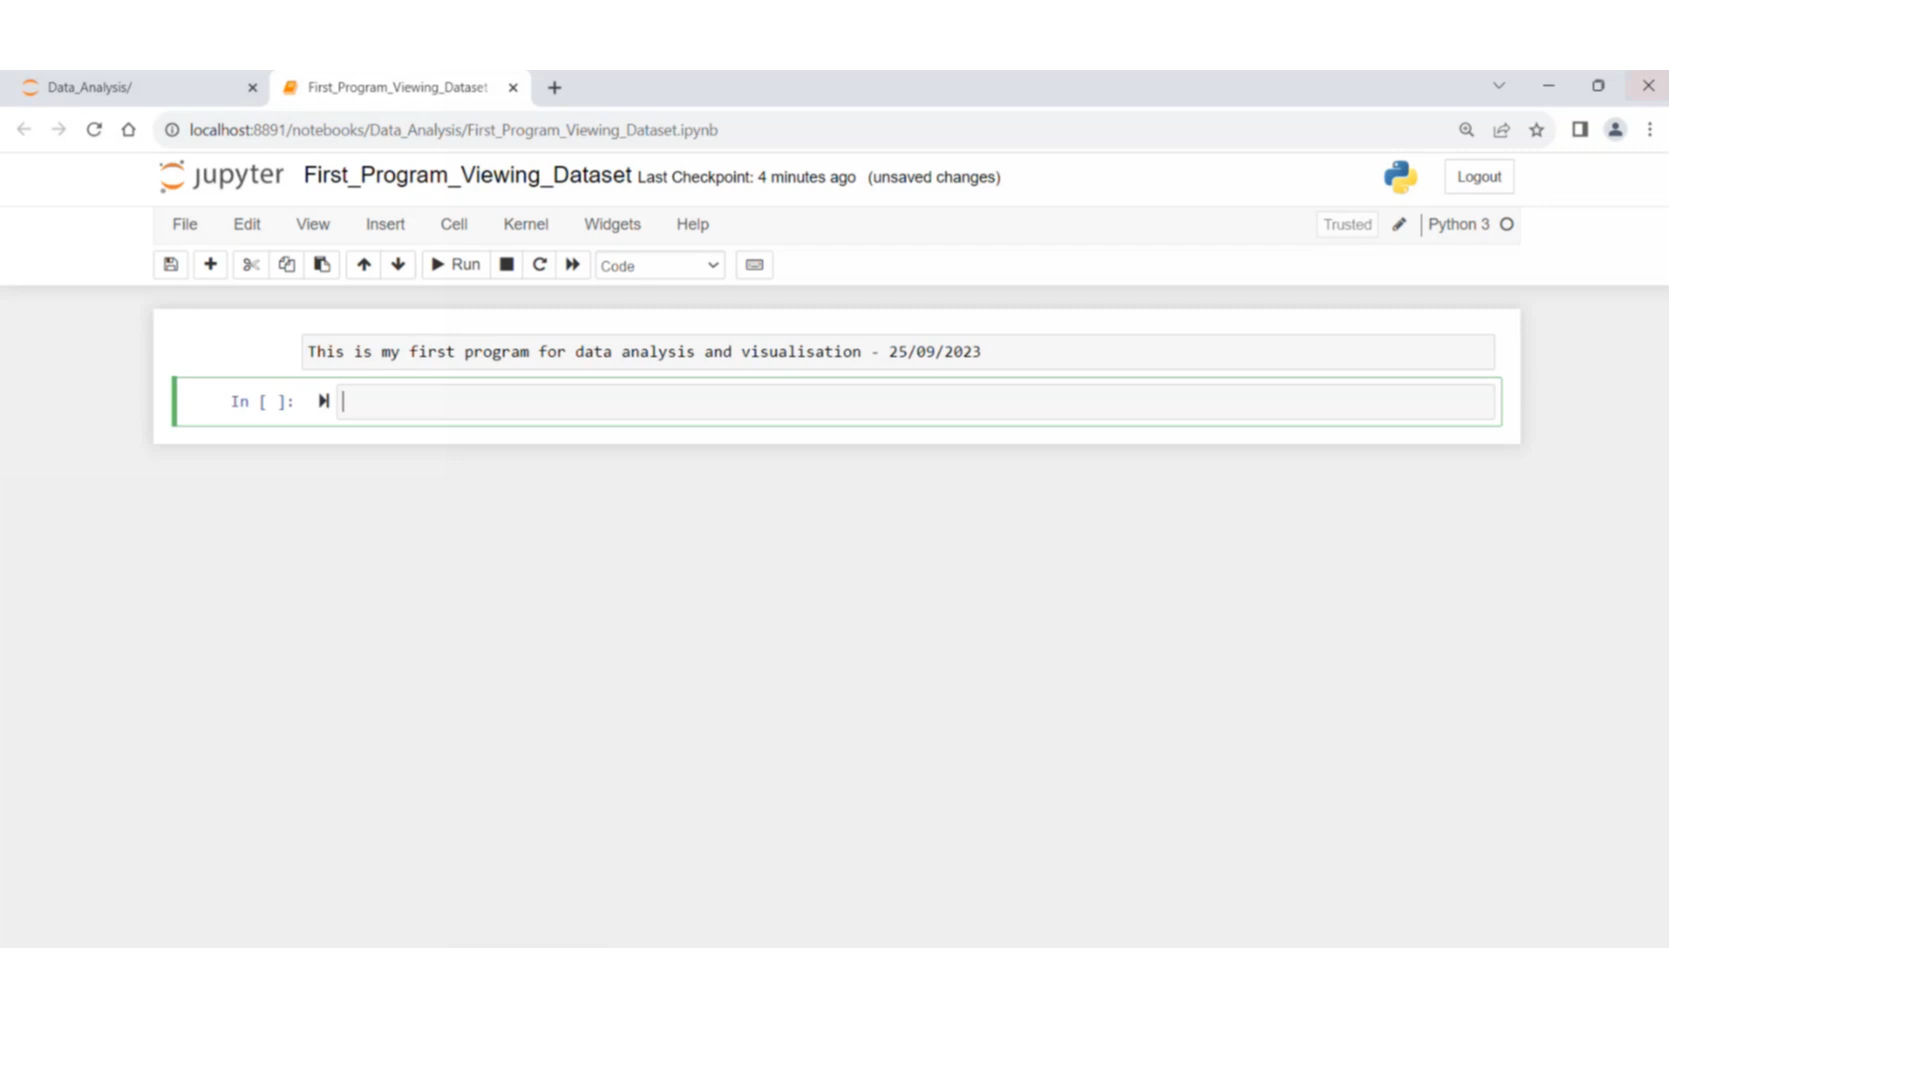 Data_Analysis/
First_Program_Viewing_Dataset
localhost:8891/notebooks/Data_Analysis/First_Program_Viewing_Dataset.ipynb
jupyter First_Program_Viewing_Dataset Last Checkpoint: 4 minutes ago (unsaved changes)
Logout
File Edit View Insert Cell Kernel Widgets Help
Trusted Python 3
Run Code
This is my first program for data analysis and visualisation - 25/09/2023
In [ ]: